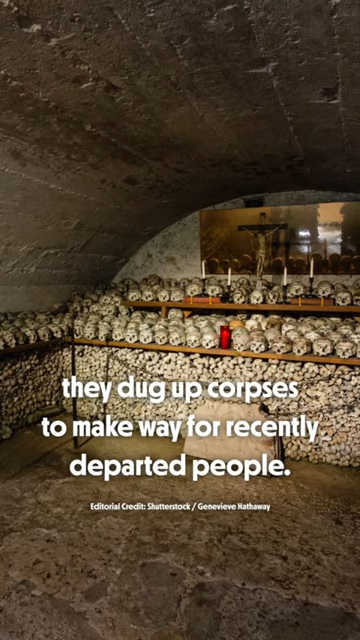 they dug up corpses
to make way for recently
departed people.
Editorial Credit: Shutterstock / Genevieve Hathaway